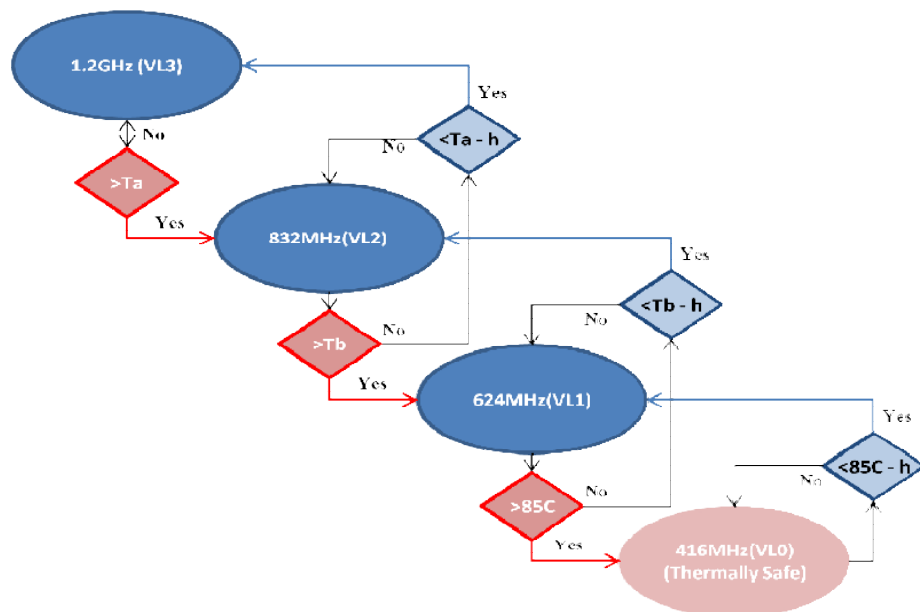 1.2GHz (VL3)
Yes
No
<Ta - h
No
>Ta
Yes
832MHz(VL2)
Yes
<Tb - h
No
No
>Tb
Yes
624MHz(VL1)
Yes
<85C - h
No
No
>85C
Yes
416MHz(VL0)
(Thermally Safe)